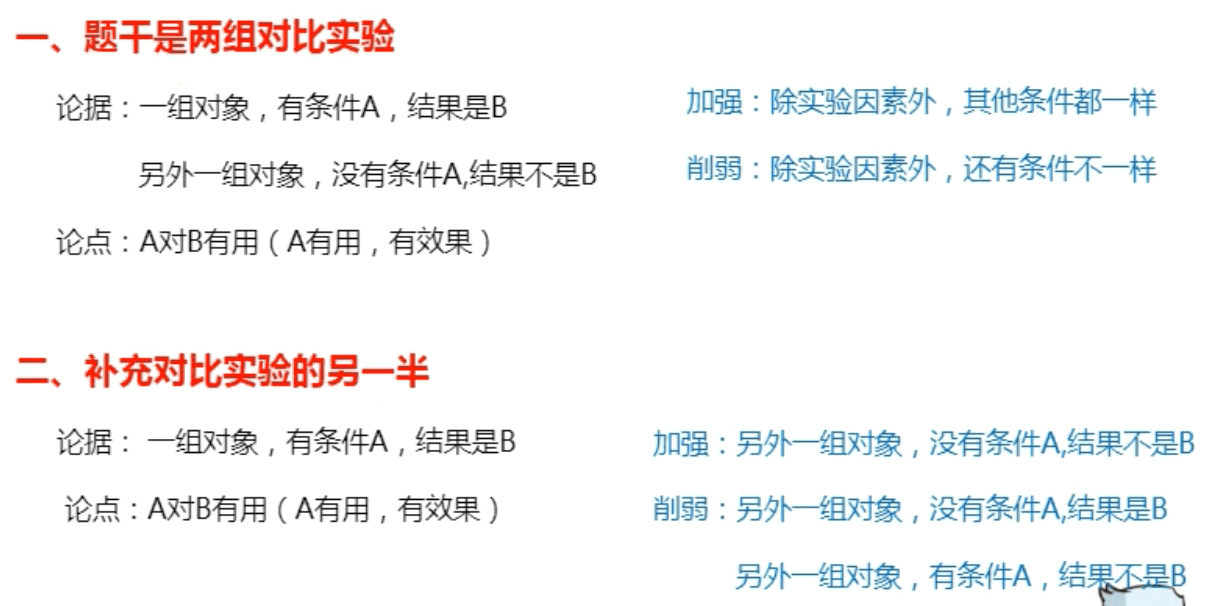 一、题干是两组对比实验
论据：一组对象，有条件A，结果是B
加强：除实验因素外，其他条件都一样
另外一组对象，没有条件A,结果不是B
削弱：除实验因素外，还有条件不一样
论点：A对B有用（A有用，有效果）
二、补充对比实验的另一半
论据： 一组对象，有条件A，结果是B
加强：另外一组对象，没有条件A,结果不是B
论点：A对B有用（A有用，有效果）
削弱：另外一组对象，没有条件A,结果是B
另外一组对象，有条件A，结果不是B